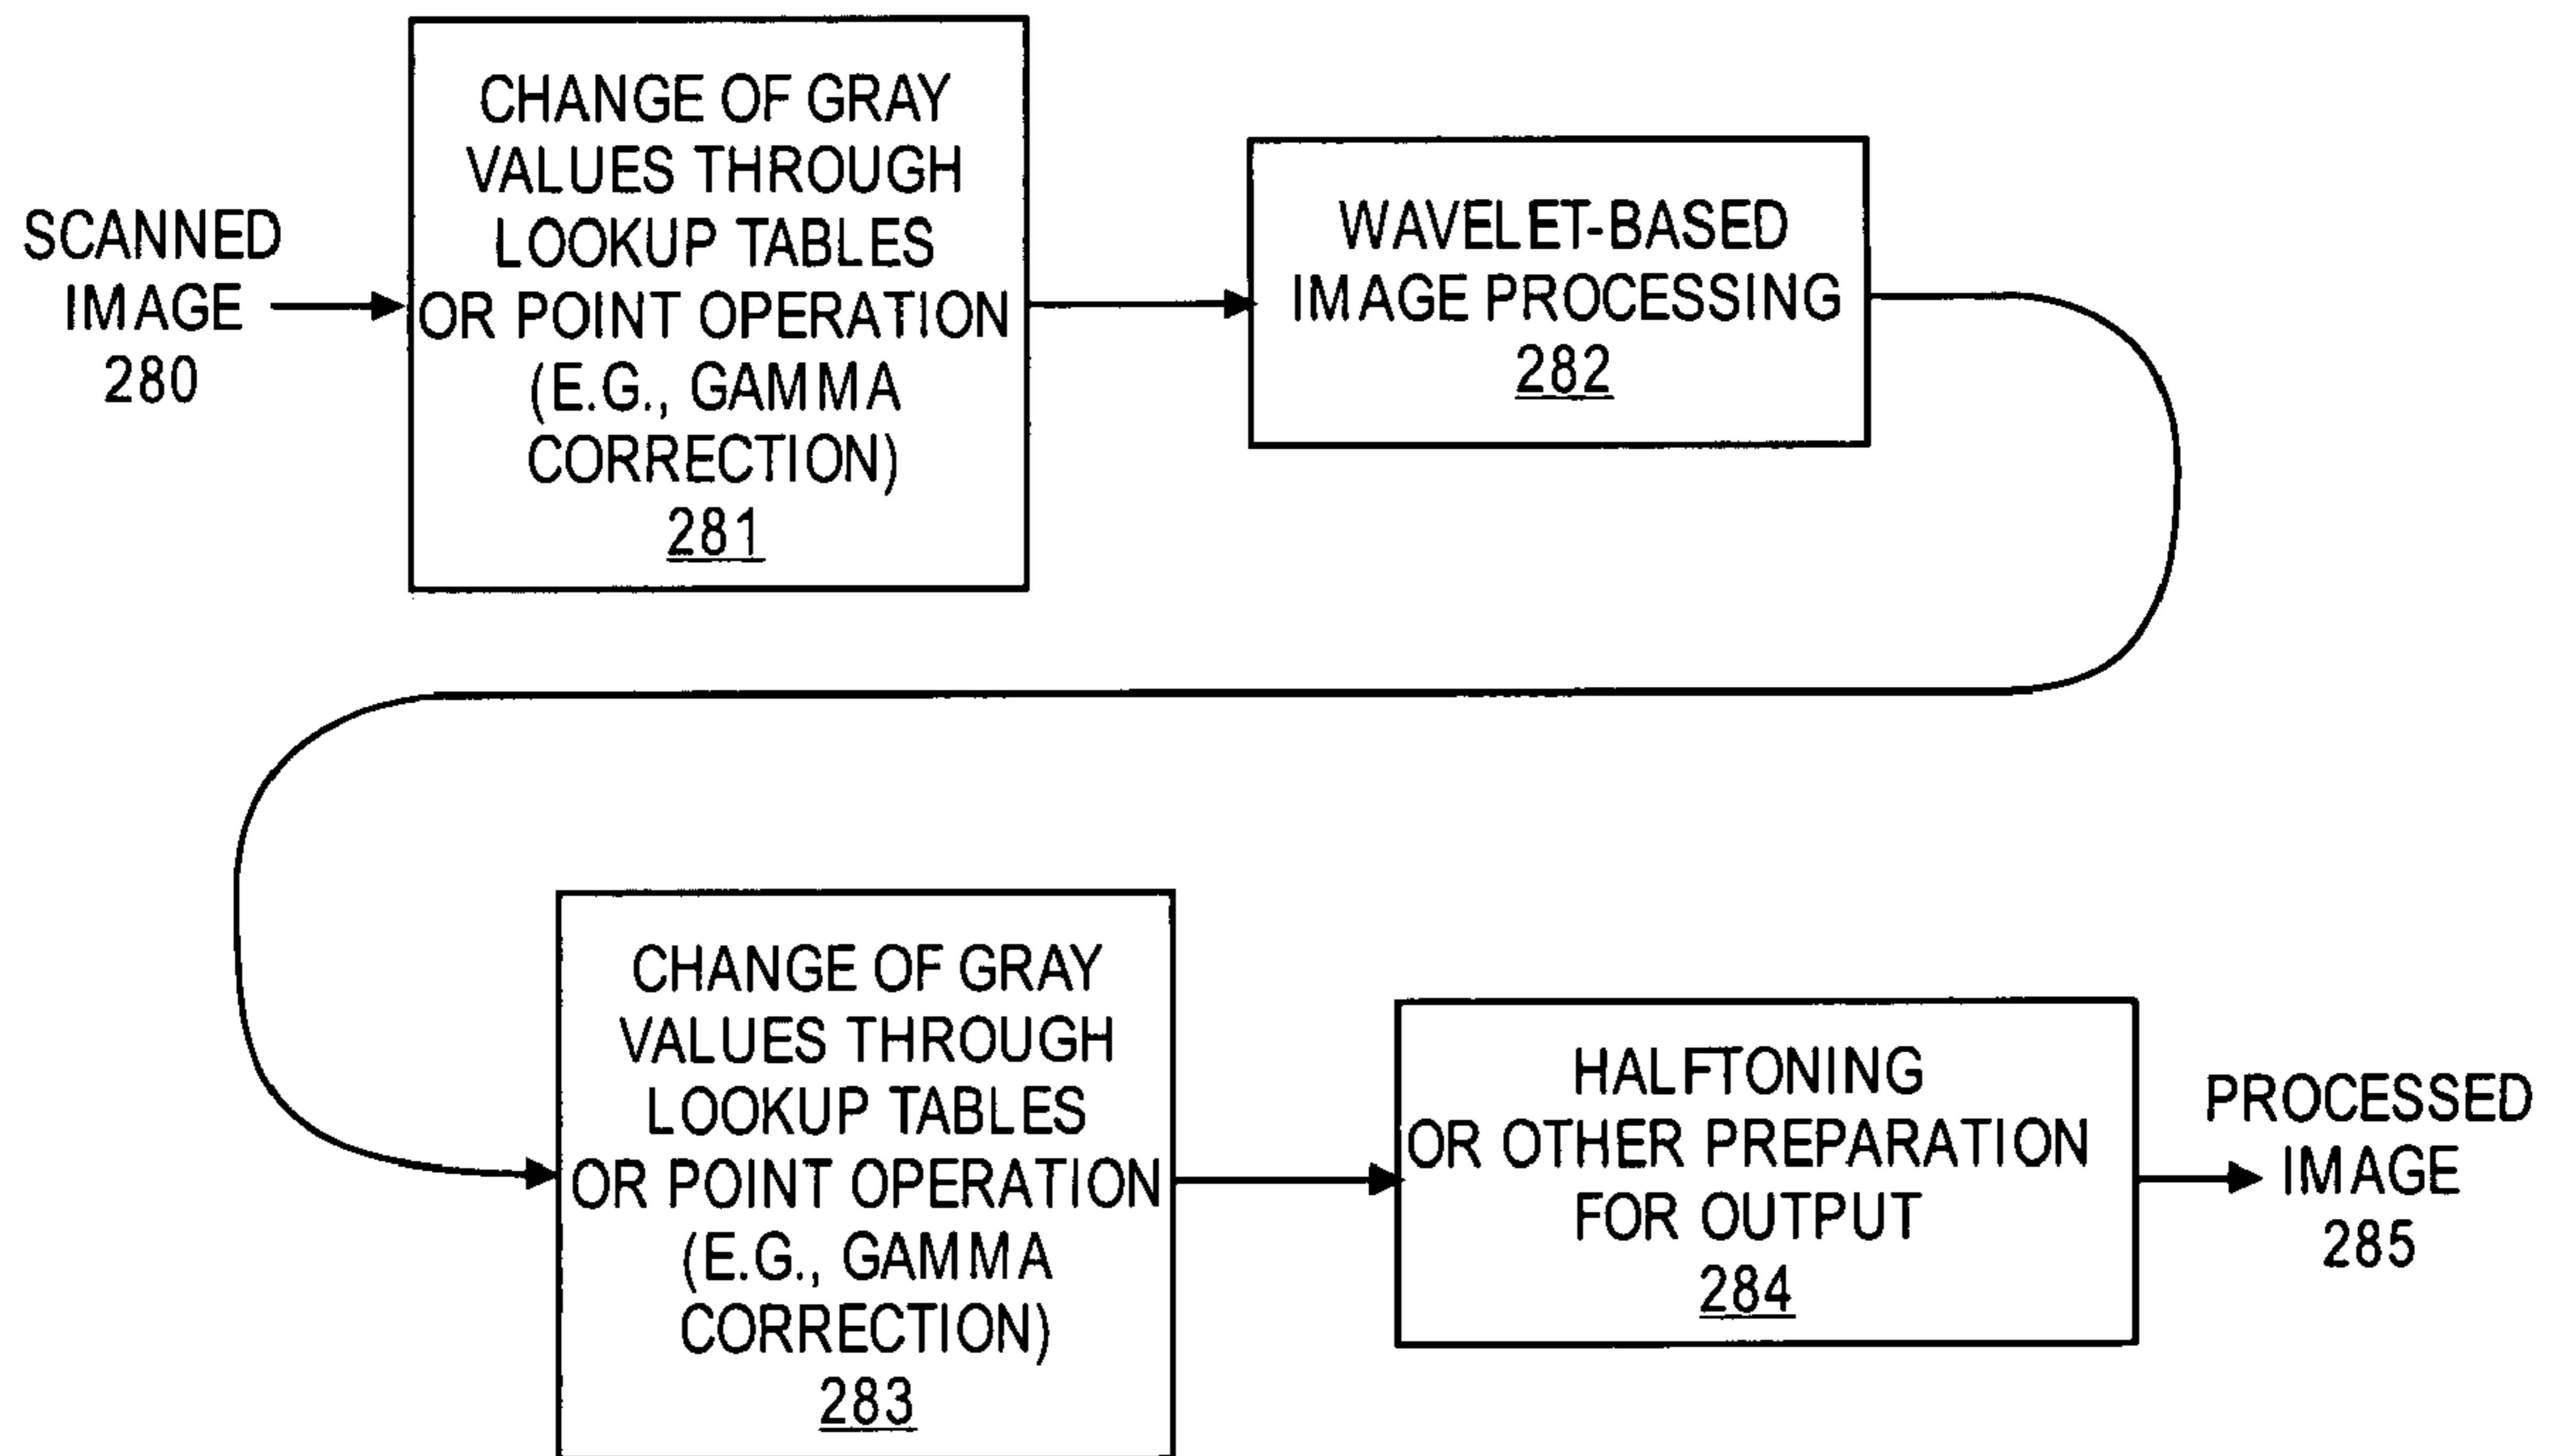 SCANNED
IMAGE
280
CHANGE OF GRAY
VALUES THROUGH
LOOKUP TABLES
OR POINT OPERATION
(E.G., GAMMA
CORRECTION)
281
WAVELET-BASED
IMAGE PROCESSING
282
CHANGE OF GRAY
VALUES THROUGH
LOOKUP TABLES
OR POINT OPERATION
(E.G., GAMMA
CORRECTION)
283
HALFTONING
OR OTHER PREPARATION
FOR OUTPUT
284
PROCESSED
IMAGE
285